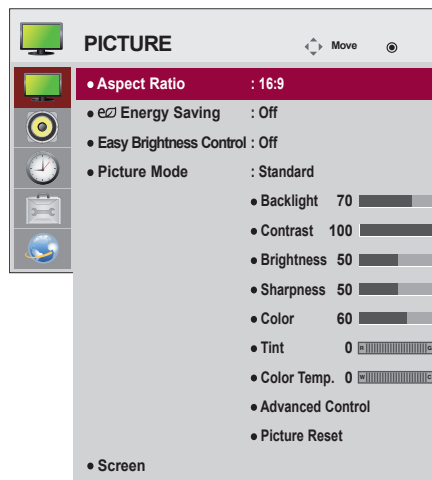 PICTURE Move
• Aspect Ratio : 16:9
• Energy Saving : Off
• Easy Brightness Control : Off
• Picture Mode : Standard
• Backlight 70
• Contrast 100
• Brightness 50
• Sharpness 50
• Color 60
• Tint 0 R G
• Color Temp. 0 W C
• Advanced Control
• Picture Reset
• Screen